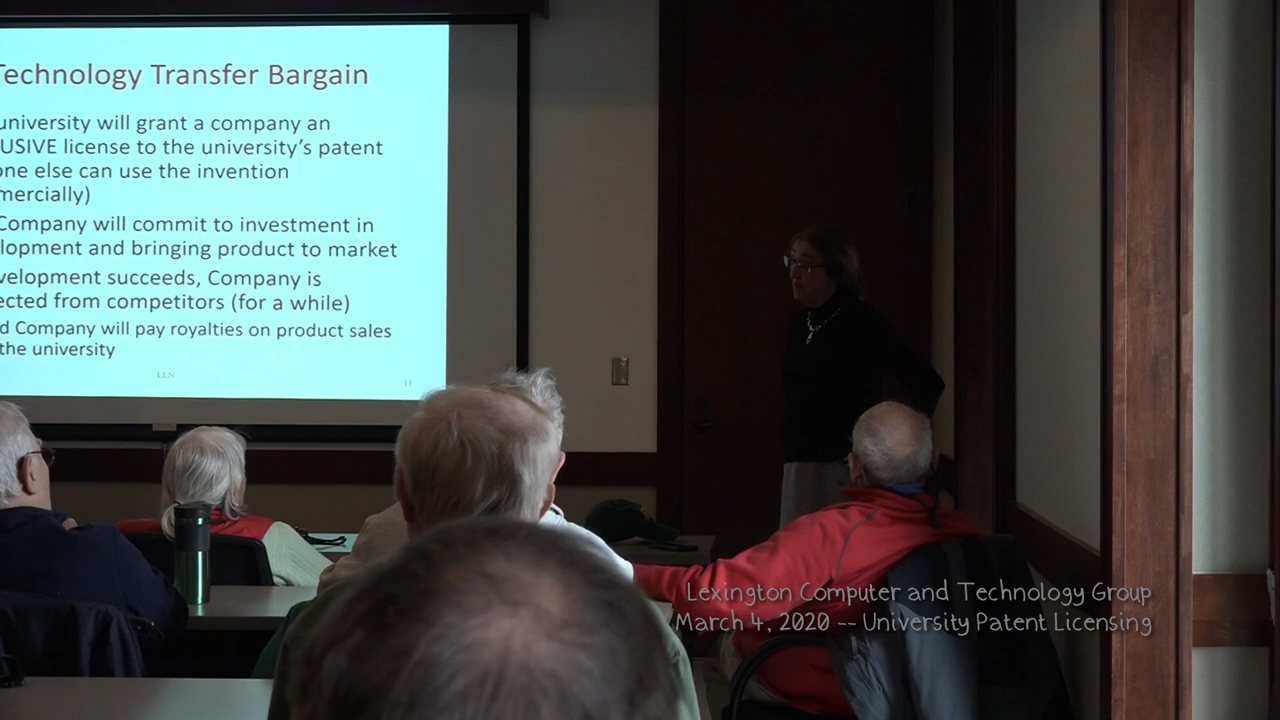 Technology Transfer Bargain
university will grant a company an
USIVE license to the university's patent
one else can use the invention
mercially)
Company will commit to investment in
lopment and bringing product to market
velopment succeeds, Company is
ected from competitors (for a while)
d Company will pay royalties on product sales
the university
LLN
11
Lexington Computer and Technology Group
March 4, 2020 -- University Patent Licensing